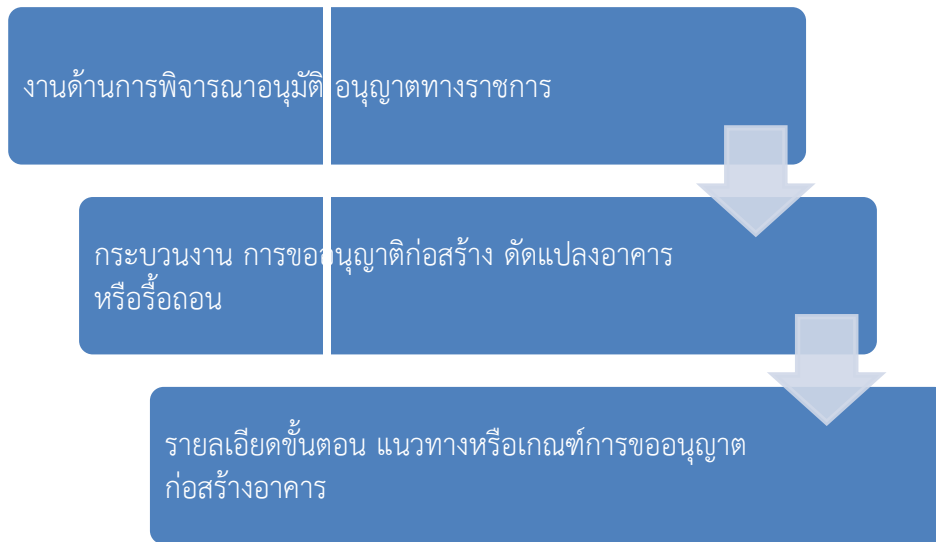 งานด้านการพิจารณาอนุมัติ อนุญาตทางราชการ
กระบวนงาน การขออนุญาติก่อสร้าง ดัดแปลงอาคาร
หรือรื้อถอน
รายลเอียดขั้นตอน แนวทางหรือเกณฑ์การขออนุญาต
ก่อสร้างอาคาร